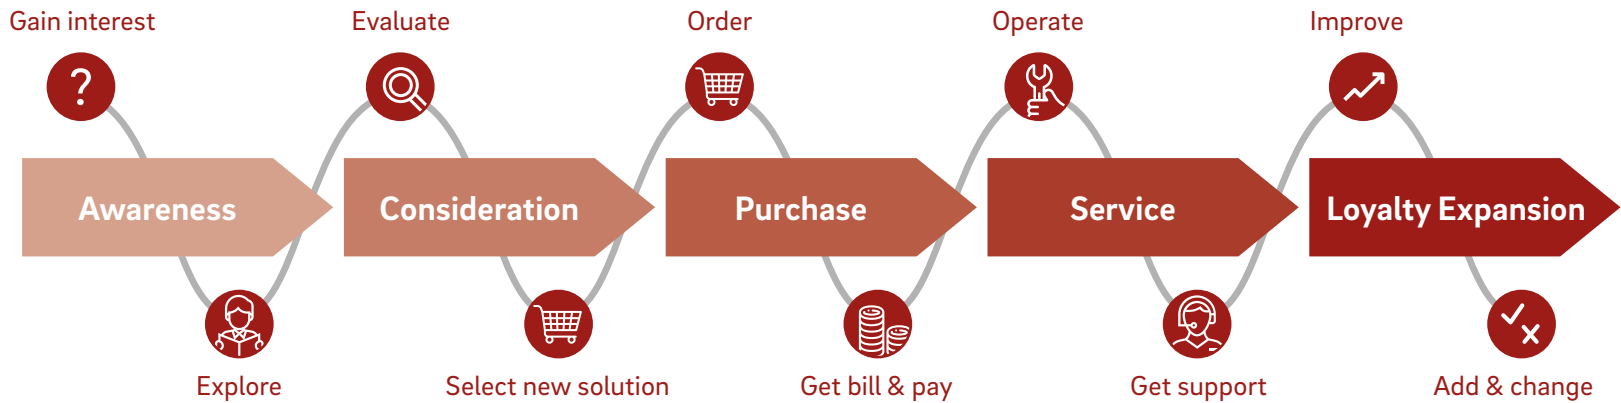 Gain interest
Evaluate
Order
Operate
Improve
?
Awareness
Consideration
Purchase
Service
Loyalty Expansion
Explore
Select new solution
Get bill & pay
Get support
Add & change